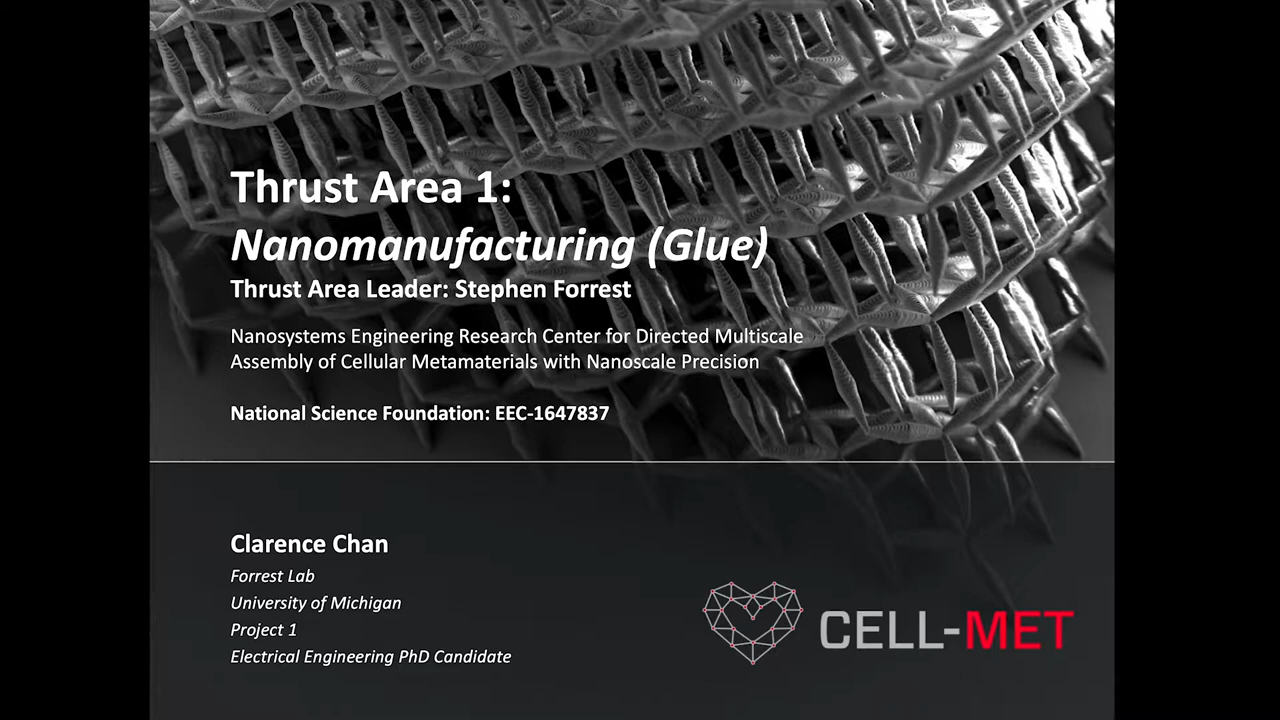 Thrust Area 1:
Nanomanufacturing (Glue)
Thrust Area Leader: Stephen Forrest
Nanosystems Engineering Research Center for Directed Multiscale
Assembly of Cellular Metamaterials with Nanoscale Precision
National Science Foundation: EEC-1647837
Clarence Chan
Forrest Lab
University of Michigan
Project 1
Electrical Engineering PhD Candidate
CELL-MET